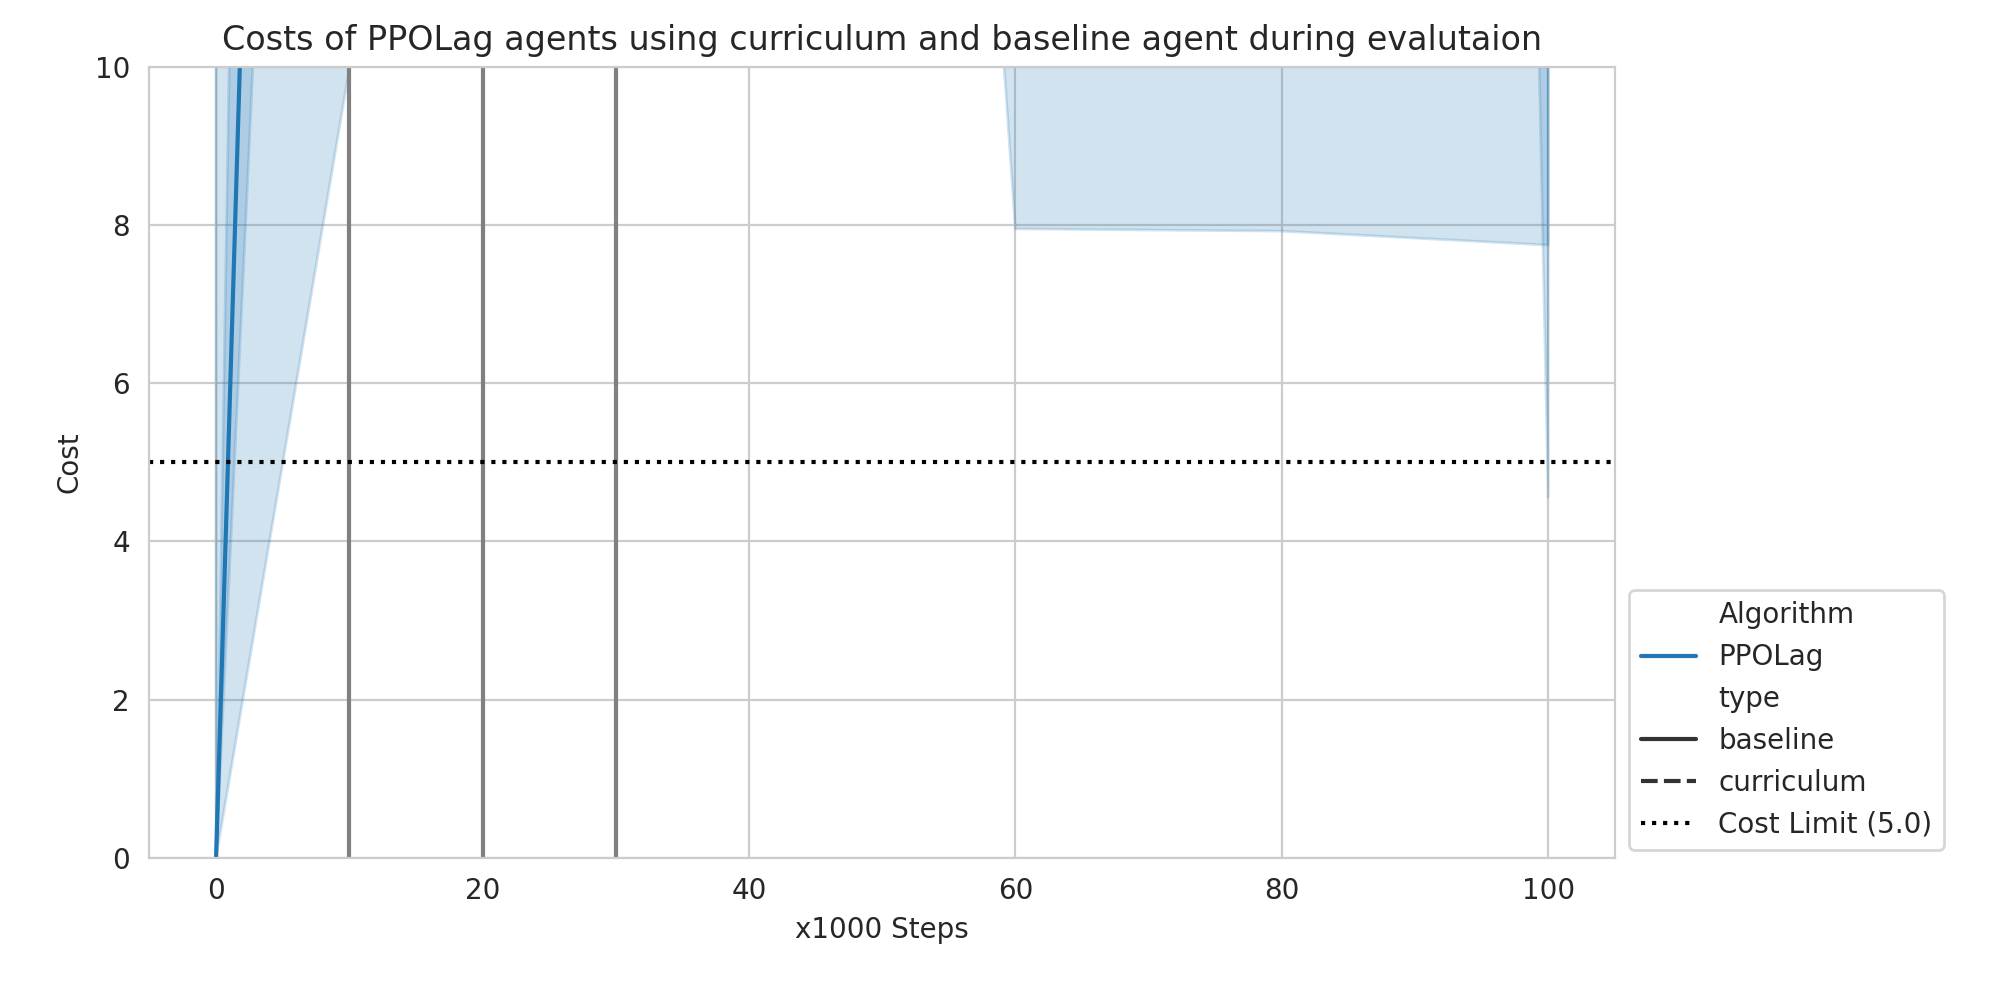 Costs of PPOLag agents using curriculum and baseline agent during evalutaion
10
8
6
4
2
0
Cost
0 20 40 60 80 100
x1000 Steps
Algorithm
PPOLag
type
baseline
curriculum
Cost Limit (5.0)